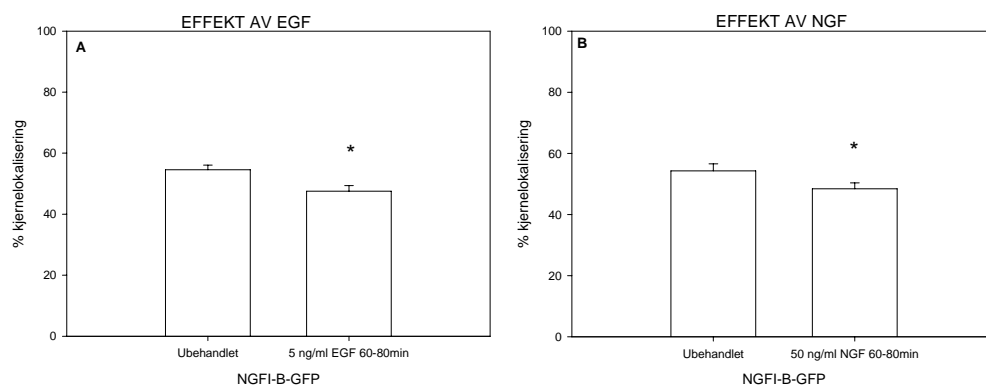 EFFEKT AV EGF
A
100
80
60
40
20
0
% kjernelokalisering
*
Ubehandlet 5 ng/ml EGF 60-80min
NGFI-B-GFP
EFFEKT AV NGF
B
100
80
60
40
20
0
% kjernelokalisering
*
Ubehandlet 50 ng/ml NGF 60-80min
NGFI-B-GFP